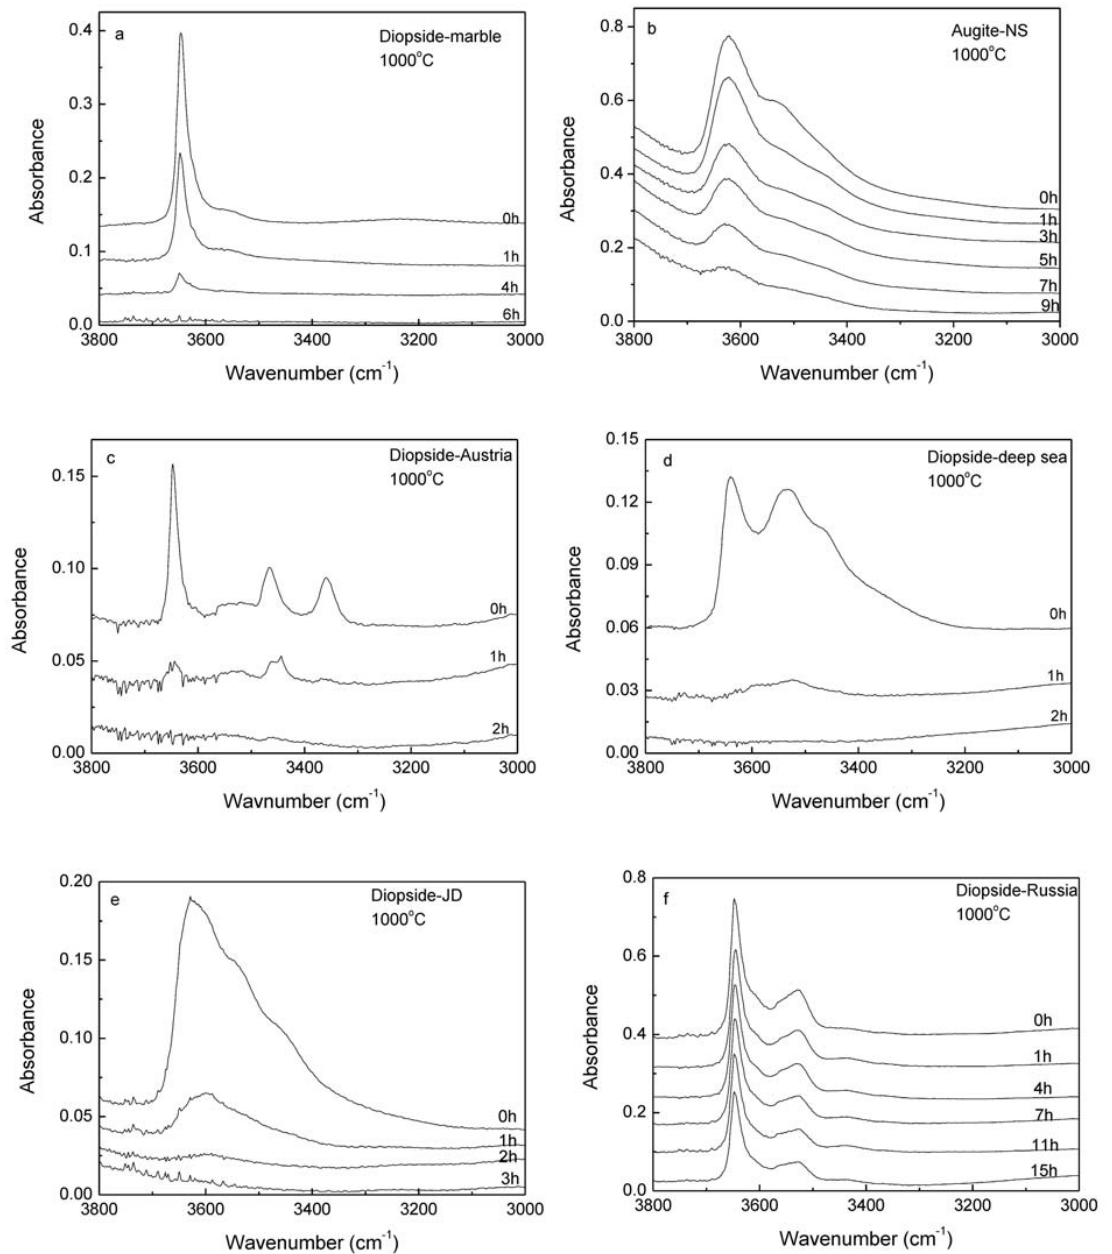 a
Diopside-marble
1000°C
0.4
0.3
0.2
0.1
0.0
Absorbance
0h
1h
4h
6h
3800 3600 3400 3200 3000
Wavenumber (cm⁻¹)
b
Augite-NS
1000°C
0.8
0.6
0.4
0.2
0.0
Absorbance
0h
1h
3h
5h
7h
9h
3800 3600 3400 3200 3000
Wavenumber (cm⁻¹)
c
Diopside-Austria
1000°C
0.15
0.10
0.05
0.00
Absorbance
0h
1h
2h
3800 3600 3400 3200 3000
Wavnumber (cm⁻¹)
d
Diopside-deep sea
1000°C
0.15
0.12
0.09
0.06
0.03
0.00
Absorbance
0h
1h
2h
3800 3600 3400 3200 3000
Wavenumber (cm⁻¹)
e
Diopside-JD
1000°C
0.20
0.15
0.10
0.05
0.00
Absorbance
0h
1h
2h
3h
3800 3600 3400 3200 3000
Wavenumber (cm⁻¹)
f
Diopside-Russia
1000°C
0.8
0.4
0.2
0.0
Absorbance
0h
1h
4h
7h
11h
15h
3800 3600 3400 3200 3000
Wavenumber (cm⁻¹)